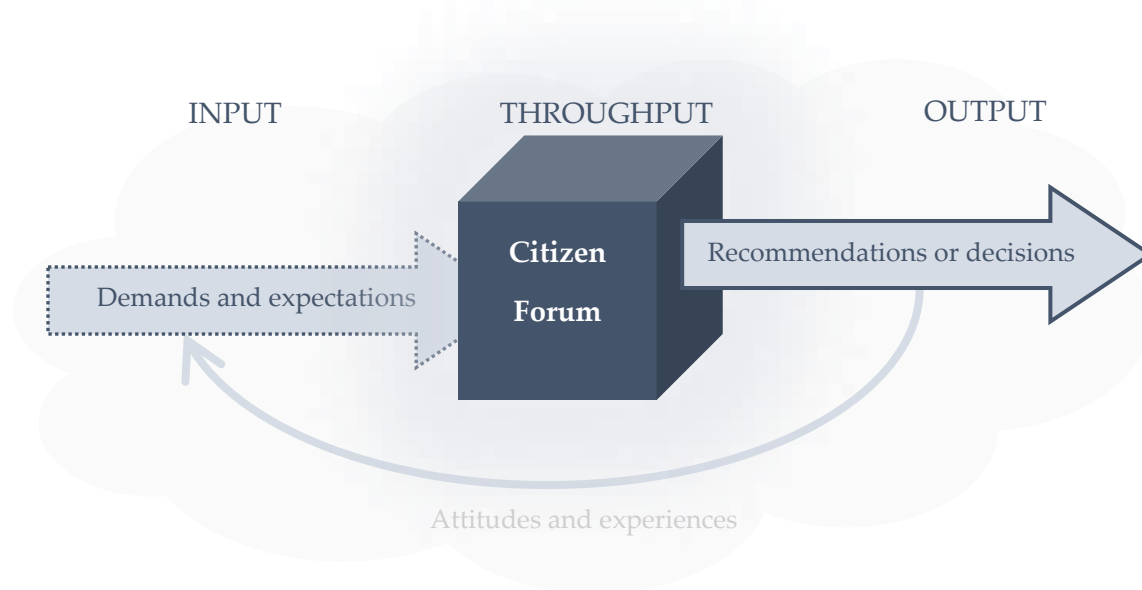 INPUT
THROUGHPUT
OUTPUT
Demands and expectations
Citizen
Forum
Recommendations or decisions
Attitudes and experiences